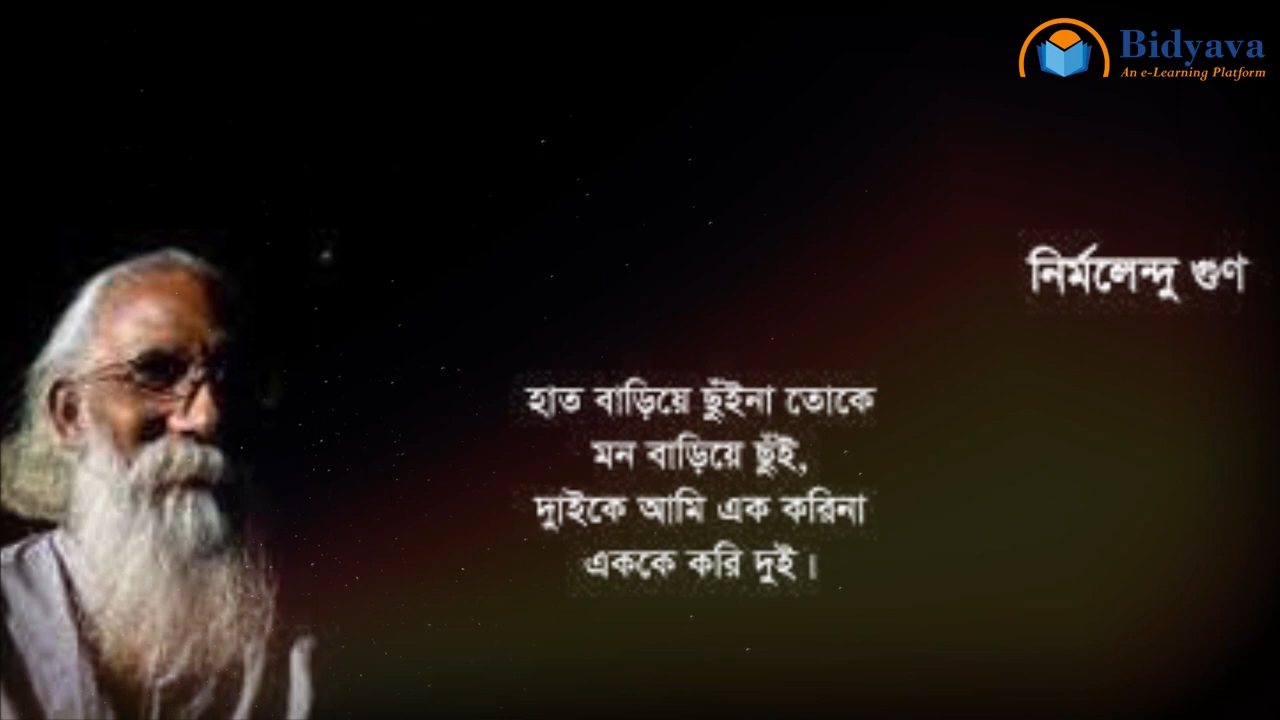 Bidyava
An e-Learning Platform
নির্মলেন্দু গুণ
হাত বাড়িয়ে ছুঁইনা তোকে
মন বাড়িয়ে ছুঁই,
দুাইকে আমি এক করিনা
এককে করি দুই।